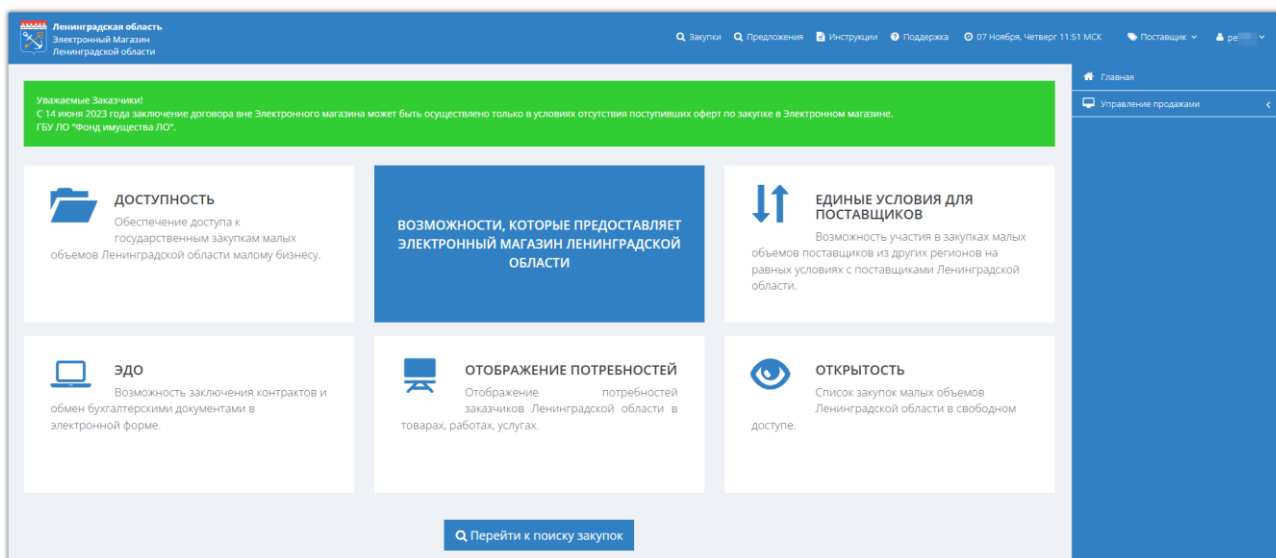 Ленинградская область
Электронный Магазин
Ленинградской области
Закупки Предложения Инструкции Поддержка 07 Ноября, Четверг 11:51 МСК Поставщик ре
Главная
Управление продажами
Уважаемые Заказчики!
С 14 июня 2023 года заключение договора вне Электронного магазина может быть осуществлено только в условиях отсутствия поступивших оферт по закупке в Электронном магазине.
ГБУ ЛО "Фонд имущества ЛО".
ДОСТУПНОСТЬ
Обеспечение доступа к
государственным закупкам малых
объемов Ленинградской области малому бизнесу.
ВОЗМОЖНОСТИ, КОТОРЫЕ ПРЕДОСТАВЛЯЕТ
ЭЛЕКТРОННЫЙ МАГАЗИН ЛЕНИНГРАДСКОЙ
ОБЛАСТИ
ЕДИНЫЕ УСЛОВИЯ ДЛЯ
ПОСТАВЩИКОВ
Возможность участия в закупках малых
объемов поставщиков из других регионов на
равных условиях с поставщиками Ленинградской
области.
ЭДО
Возможность заключения контрактов и
обмен бухгалтерскими документами в
электронной форме.
ОТОБРАЖЕНИЕ ПОТРЕБНОСТЕЙ
Отображение потребностей
заказчиков Ленинградской области в
товарах, работах, услугах.
ОТКРЫТОСТЬ
Список закупок малых объемов
Ленинградской области в свободном
доступе.
Перейти к поиску закупок